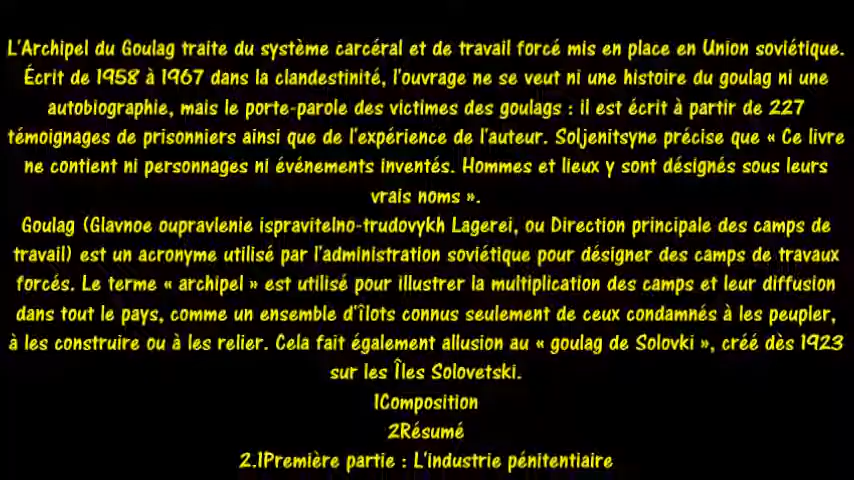 L'Archipel du Goulag traite du système carcéral et de travail forcé mis en place en Union soviétique.
Écrit de 1958 à 1967 dans la clandestinité, l'ouvrage ne se veut ni une histoire du goulag ni une
autobiographie, mais le porte-parole des victimes des goulags : il est écrit à partir de 227
témoignages de prisonniers ainsi que de l'expérience de l'auteur. Soljenitsyne précise que « Ce livre
ne contient ni personnages ni événements inventés. Hommes et lieux y sont désignés sous leurs
vrais noms ».
Goulag (Glavnoe oupravlenie ispravitelno-trudovykh Lagerei, ou Direction principale des camps de
travail) est un acronyme utilisé par l'administration soviétique pour désigner des camps de travaux
forcés. Le terme « archipel » est utilisé pour illustrer la multiplication des camps et leur diffusion
dans tout le pays, comme un ensemble d'îlots connus seulement de ceux condamnés à les peupler,
à les construire ou à les relier. Cela fait également allusion au « goulag de Solovki », créé dès 1923
sur les Îles Solovetski.
1Composition
2Résumé
2.1Première partie : L'industrie pénitentiaire